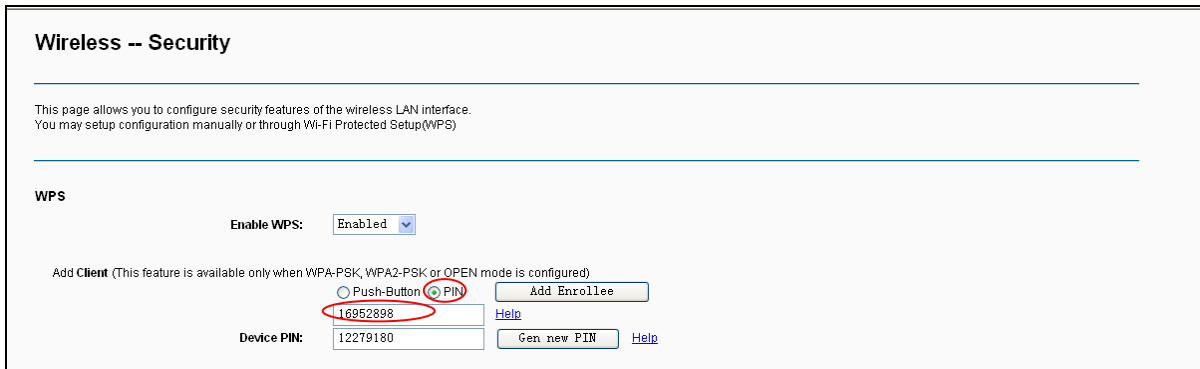 Wireless -- Security
This page allows you to configure security features of the wireless LAN interface.
You may setup configuration manually or through Wi-Fi Protected Setup(WPS)
WPS
Enable WPS: Enabled
Add Client (This feature is available only when WPA-PSK, WPA2-PSK or OPEN mode is configured)
Push-Button PIN Add Enrollee
16952898 Help
Device PIN: 12279180 Gen new PIN Help